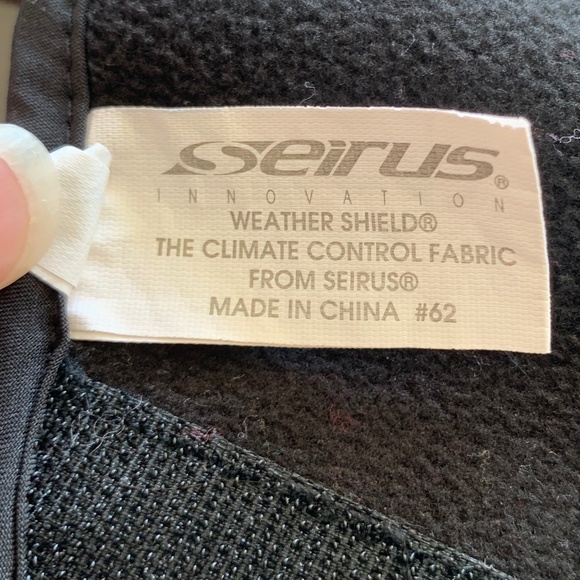 Seirus®
INNOVATION
WEATHER SHIELD®
THE CLIMATE CONTROL FABRIC
FROM SEIRUS®
MADE IN CHINA #62